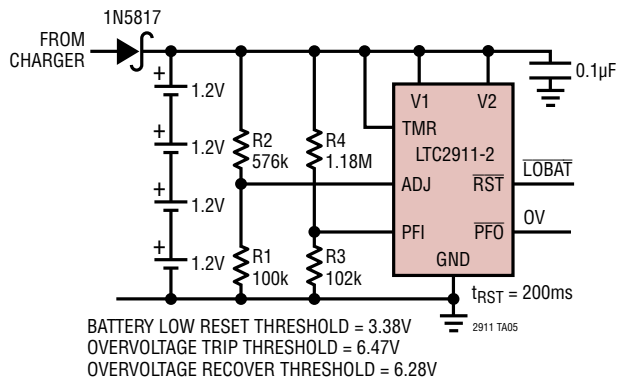 1N5817
FROM
CHARGER
+
1.2V
+
1.2V
+
1.2V
+
1.2V
R2
576k
R4
1.18M
R1
100k
R3
102k
0.1µF
V1
V2
TMR
LTC2911-2
ADJ
RST
PFI
PFO
GND
LOBAT
OV
tRST = 200ms
2911 TA05
BATTERY LOW RESET THRESHOLD = 3.38V
OVERVOLTAGE TRIP THRESHOLD = 6.47V
OVERVOLTAGE RECOVER THRESHOLD = 6.28V